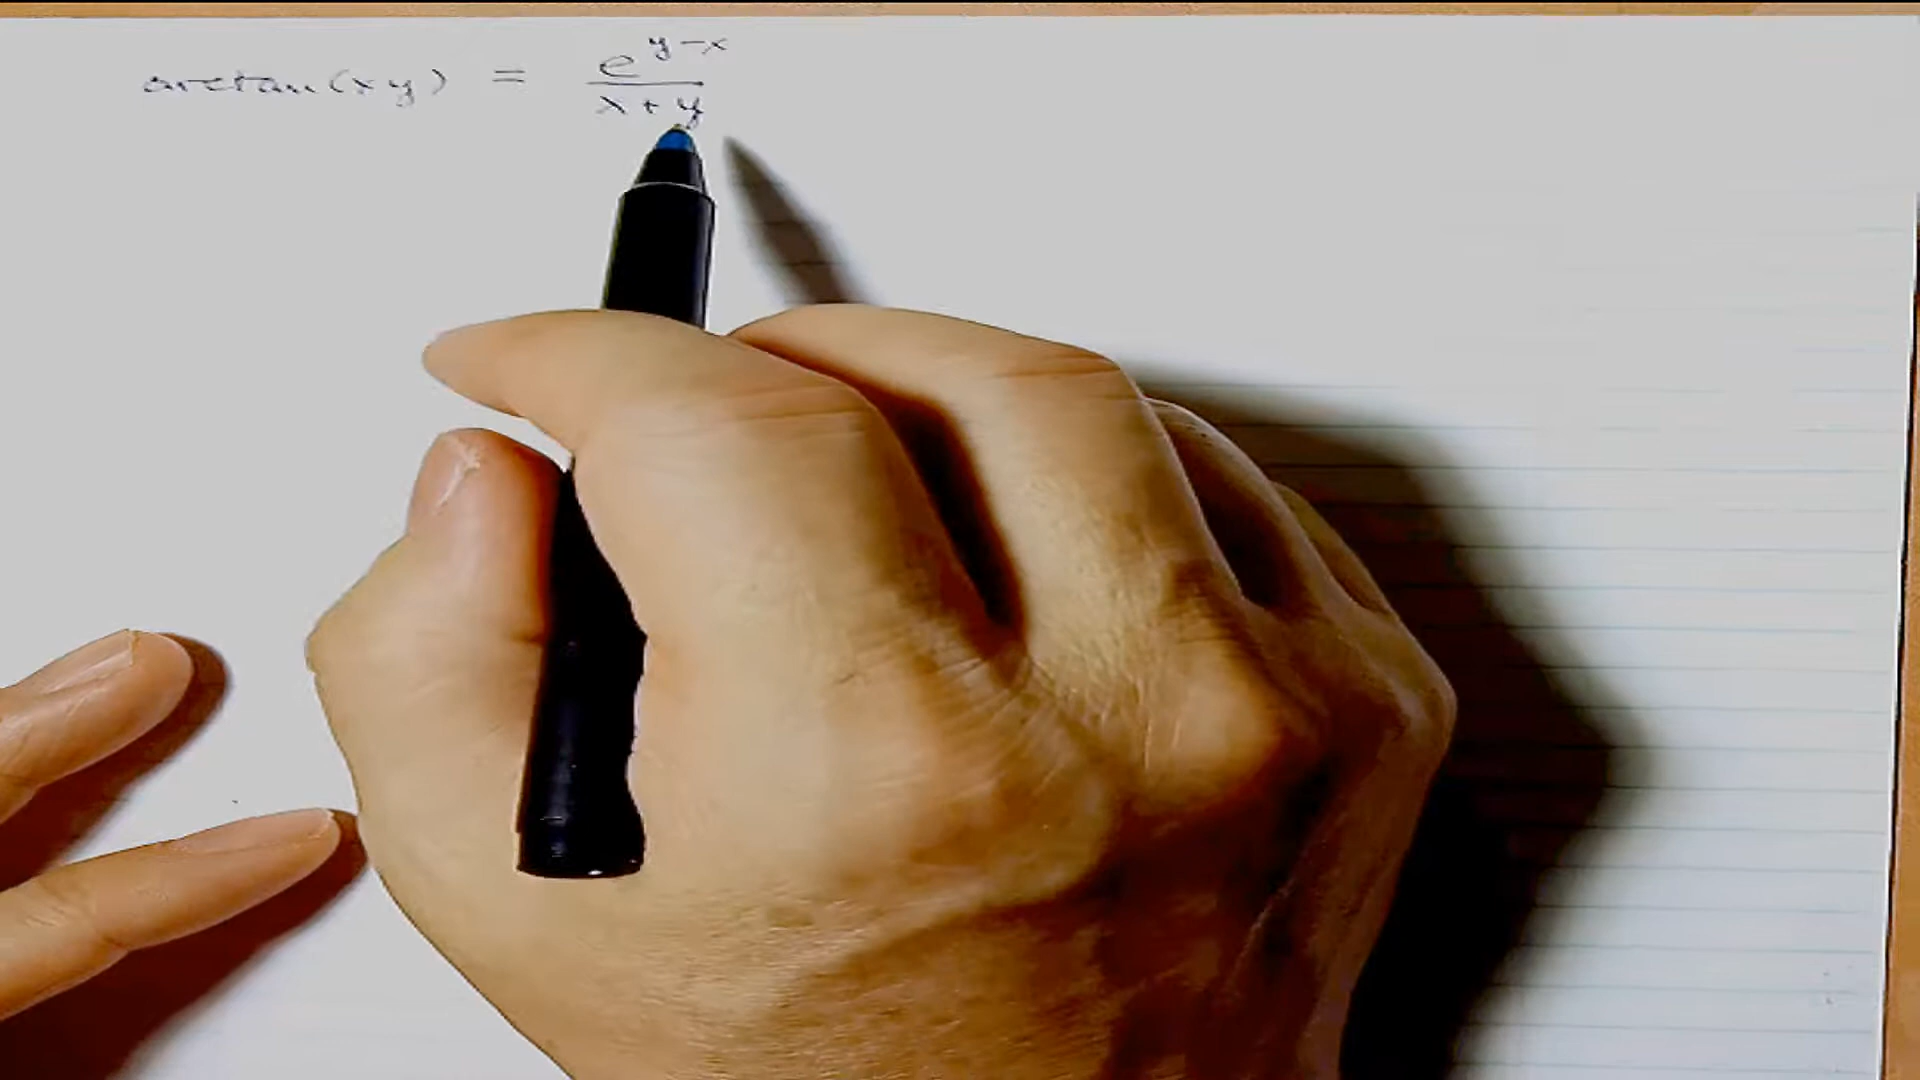 arctan(xy) = e^{y-x}/(x+y)